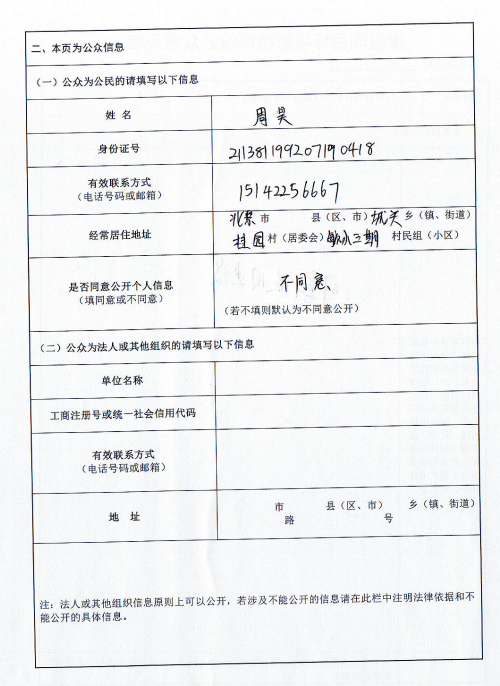 二、本页为公众信息
（一）公众为公民的请填写以下信息
姓 名 周昊
身份证号 211381199207190418
有效联系方式
（电话号码或邮箱） 15142256667
北票 市 县（区、市） 城关 乡（镇、街道）
经常居住地址
桂园 村（居委会） 三期 村民组（小区）
是否同意公开个人信息 不同意、
（填同意或不同意） （若不填则默认为不同意公开）
（二）公众为法人或其他组织的请填写以下信息
单位名称
工商注册号或统一社会信用代码
有效联系方式
（电话号码或邮箱）
市 县（区、市） 乡（镇、街道）
地 址 路 号
注：法人或其他组织信息原则上可以公开，若涉及不能公开的信息请在此栏中注明法律依据和不
能公开的具体信息。